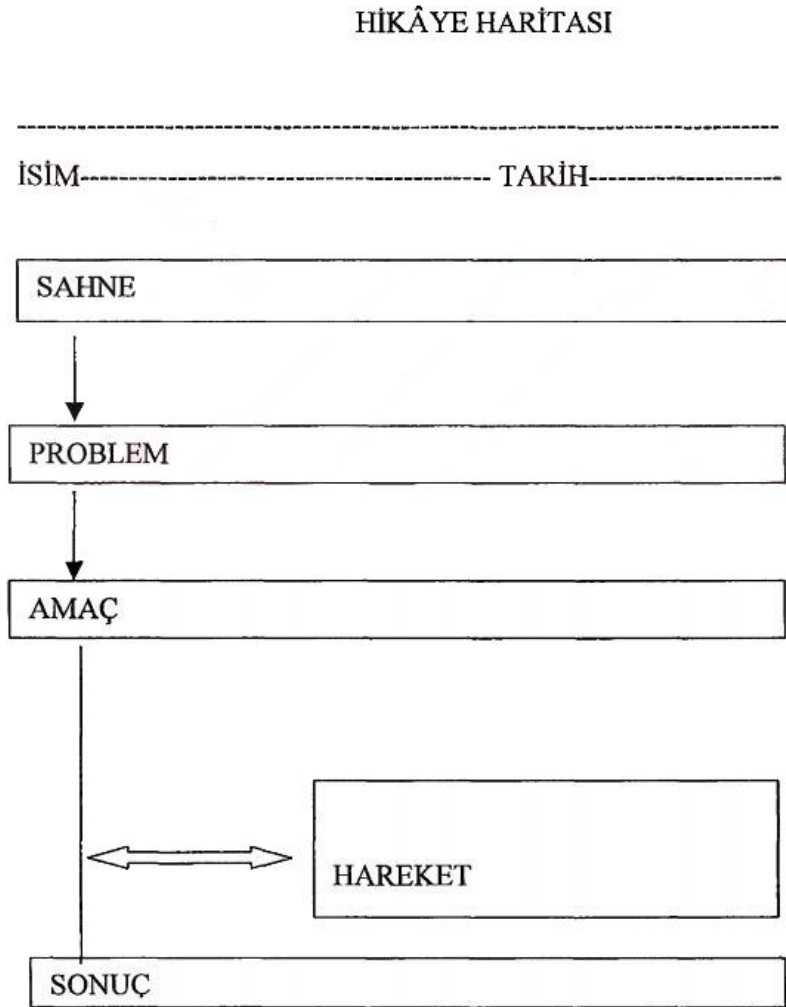 HİKÂYE HARİTASI
İSİM TARİH
SAHNE
PROBLEM
AMAÇ
HAREKET
SONUÇ